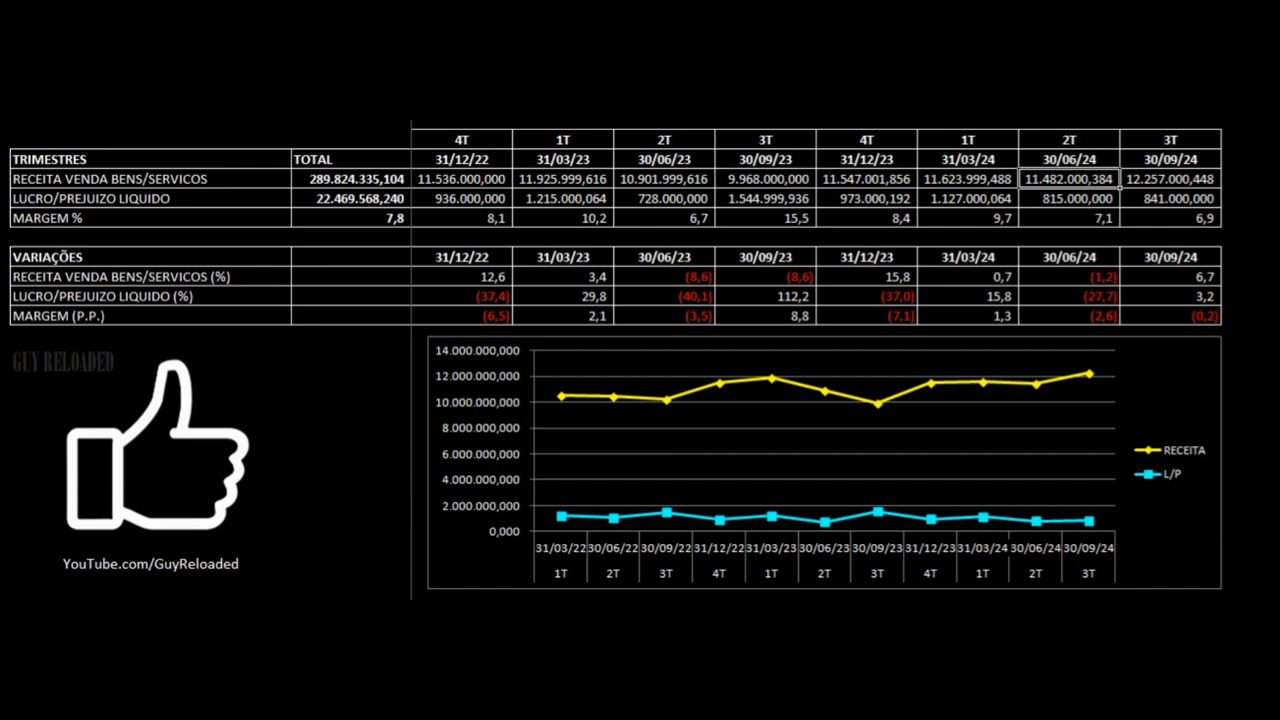 4T 1T 2T 3T 4T 1T 2T 3T
TRIMESTRES TOTAL 31/12/22 31/03/23 30/06/23 30/09/23 31/12/23 31/03/24 30/06/24 30/09/24
RECEITA VENDA BENS/SERVICOS 289.824.335,104 11.536.000,000 11.925.999,616 10.901.999,616 9.968.000,000 11.547.001,856 11.623.999,488 11.482.000,384 12.257.000,448
LUCRO/PREJUIZO LIQUIDO 22.469.568,240 936.000,000 1.215.000,064 728.000,000 1.544.999,936 973.000,192 1.127.000,064 815.000,000 841.000,000
MARGEM % 7,8 8,1 10,2 6,7 15,5 8,4 9,7 7,1 6,9
VARIAÇÕES 31/12/22 31/03/23 30/06/23 30/09/23 31/12/23 31/03/24 30/06/24 30/09/24
RECEITA VENDA BENS/SERVICOS (%) 12,6 3,4 (8,6) (8,6) 15,8 0,7 (1,2) 6,7
LUCRO/PREJUIZO LIQUIDO (%) (37,4) 29,8 (40,1) 112,2 (37,0) 15,8 (27,7) 3,2
MARGEM (P.P.) (6,5) 2,1 (3,5) 8,8 (7,1) 1,3 (2,6) (0,2)
GUY RELOADED
YouTube.com/GuyReloaded
14.000.000,000
12.000.000,000
10.000.000,000
8.000.000,000
6.000.000,000
4.000.000,000
2.000.000,000
0,000
31/03/22 30/06/22 30/09/22 31/12/22 31/03/23 30/06/23 30/09/23 31/12/23 31/03/24 30/06/24 30/09/24
1T 2T 3T 4T 1T 2T 3T 4T 1T 2T 3T
RECEITA
L/P